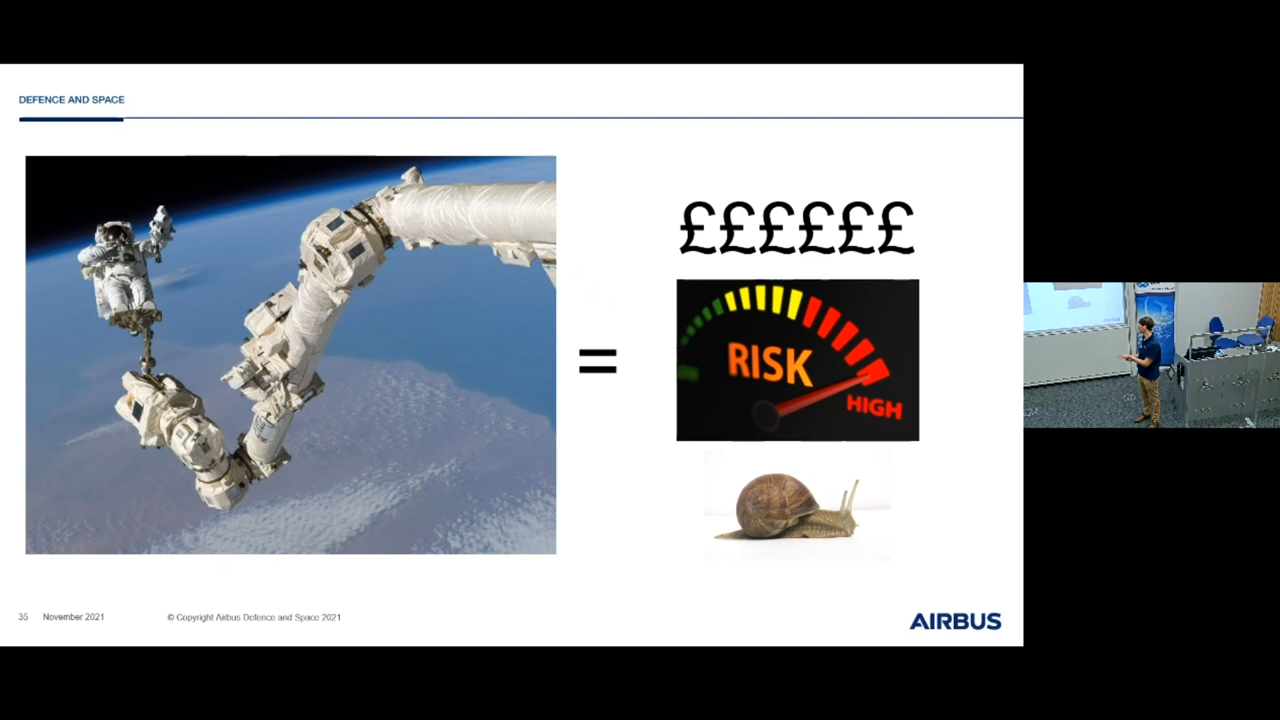 DEFENCE AND SPACE
=
££££££
RISK
HIGH
35 November 2021
© Copyright Airbus Defence and Space 2021
AIRBUS